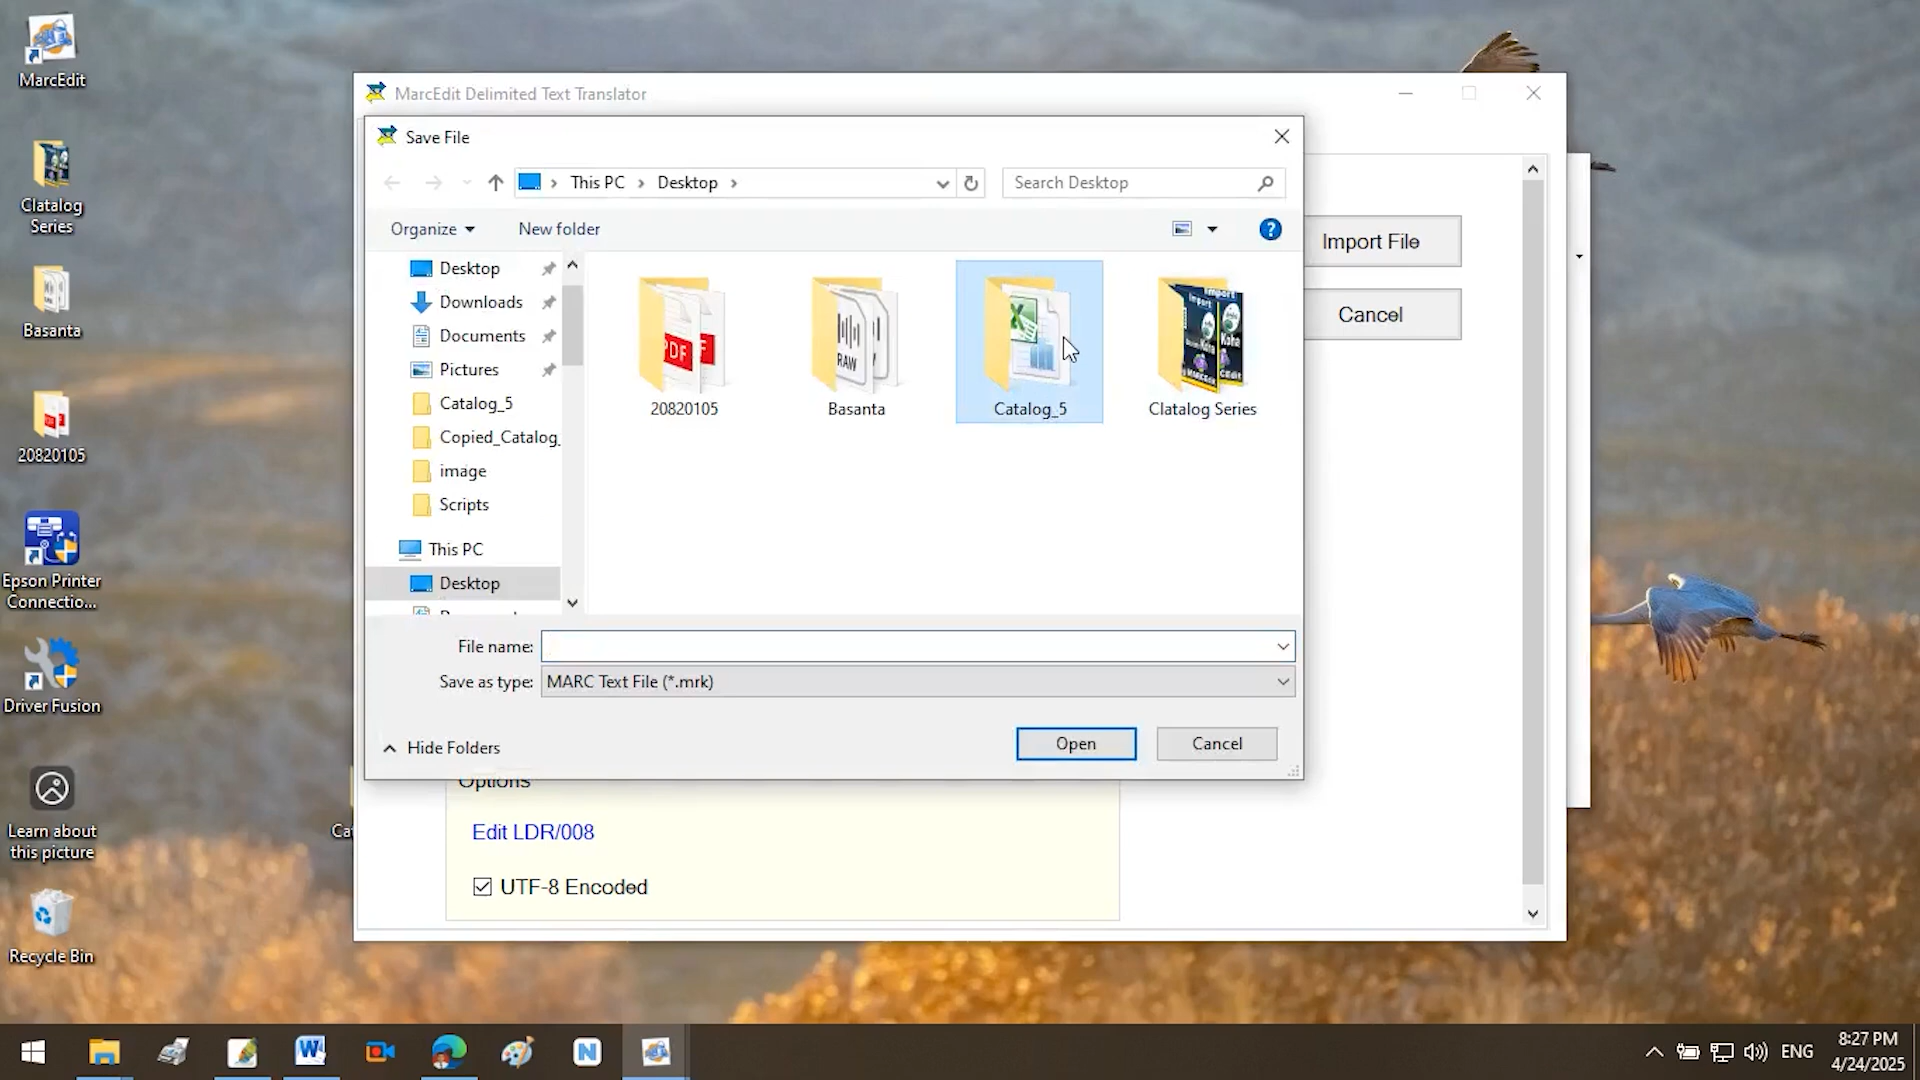 MarcEdit
Clatalog
Series
Basanta
20820105
Epson Printer
Connectio...
Driver Fusion
Learn about
this picture
Recycle Bin
MarcEdit Delimited Text Translator
Save File
This PC
Desktop
Search Desktop
Organize
New folder
Desktop
Downloads
Documents
Pictures
Catalog_5
Copied_Catalog_
image
Scripts
This PC
Desktop
PDF
RAW
20820105
Basanta
Catalog_5
Clatalog Series
File name:
Save as type:
MARC Text File (*.mrk)
Hide Folders
Open
Cancel
Import File
Cancel
Options
Edit LDR/008
UTF-8 Encoded
ENG
8:27 PM
4/24/2025